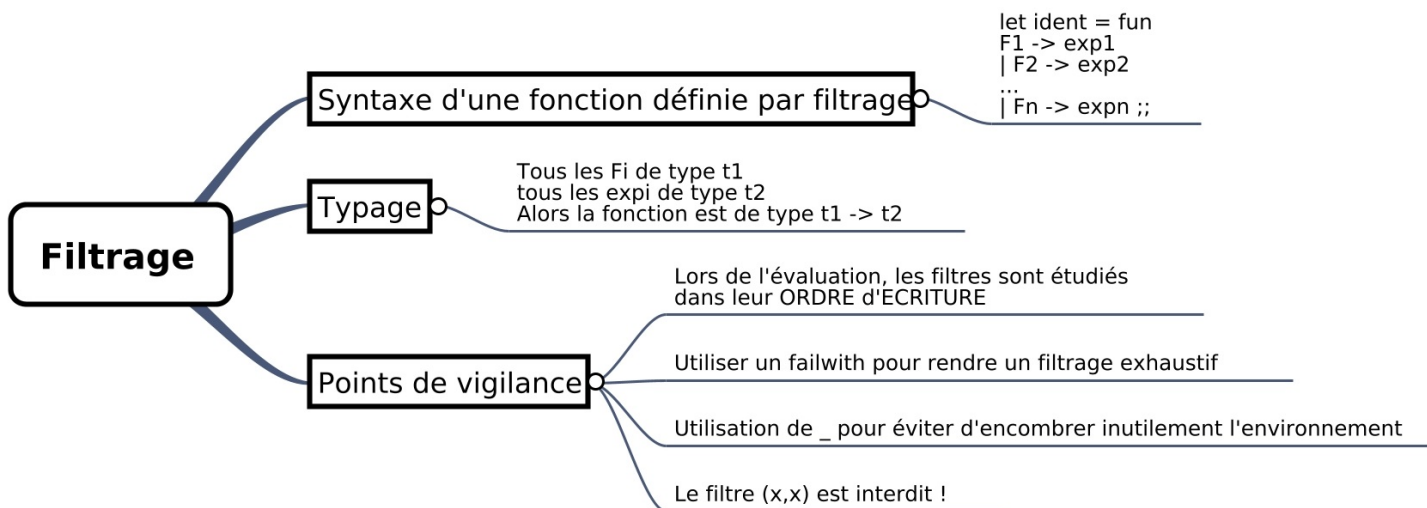 Filtrage
Syntaxe d'une fonction définie par filtrage
let ident = fun
F1 -> exp1
| F2 -> exp2
...
| Fn -> expn ;;
Typage
Tous les Fi de type t1
tous les expi de type t2
Alors la fonction est de type t1 -> t2
Points de vigilance
Lors de l'évaluation, les filtres sont étudiés
dans leur ORDRE d'ECRITURE
Utiliser un failwith pour rendre un filtrage exhaustif
Utilisation de _ pour éviter d'encombrer inutilement l'environnement
Le filtre (x,x) est interdit !